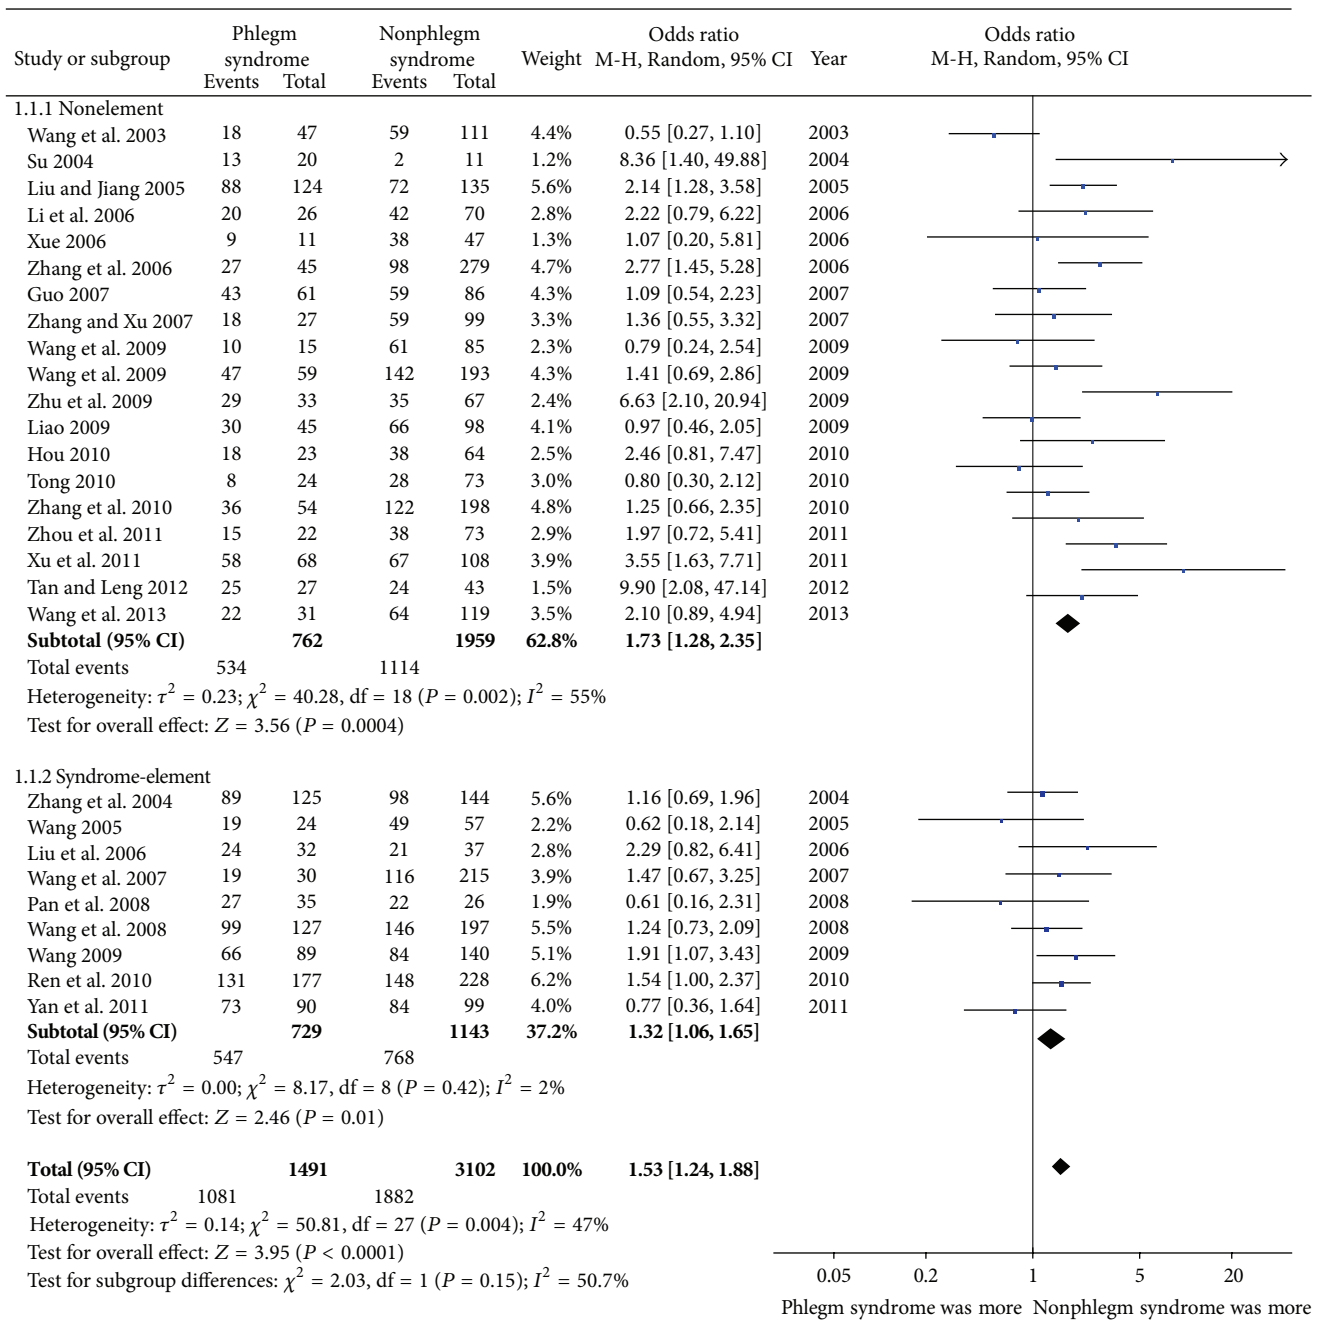 Study or subgroup Phlegm syndrome Nonphlegm syndrome Weight Odds ratio M-H, Random, 95% CI Year Odds ratio M-H, Random, 95% CI
Events Total Events Total
1.1.1 Nonelement
Wang et al. 2003 18 47 59 111 4.4% 0.55 [0.27, 1.10] 2003
Su 2004 13 20 2 11 1.2% 8.36 [1.40, 49.88] 2004
Liu and Jiang 2005 88 124 72 135 5.6% 2.14 [1.28, 3.58] 2005
Li et al. 2006 20 26 42 70 2.8% 2.22 [0.79, 6.22] 2006
Xue 2006 9 11 38 47 1.3% 1.07 [0.20, 5.81] 2006
Zhang et al. 2006 27 45 98 279 4.7% 2.77 [1.45, 5.28] 2006
Guo 2007 43 61 59 86 4.3% 1.09 [0.54, 2.23] 2007
Zhang and Xu 2007 18 27 59 99 3.3% 1.36 [0.55, 3.32] 2007
Wang et al. 2009 10 15 61 85 2.3% 0.79 [0.24, 2.54] 2009
Wang et al. 2009 47 59 142 193 4.3% 1.41 [0.69, 2.86] 2009
Zhu et al. 2009 29 33 35 67 2.4% 6.63 [2.10, 20.94] 2009
Liao 2009 30 45 66 98 4.1% 0.97 [0.46, 2.05] 2009
Hou 2010 18 23 38 64 2.5% 2.46 [0.81, 7.47] 2010
Tong 2010 8 24 28 73 3.0% 0.80 [0.30, 2.12] 2010
Zhang et al. 2010 36 54 122 198 4.8% 1.25 [0.66, 2.35] 2010
Zhou et al. 2011 15 22 38 73 2.9% 1.97 [0.72, 5.41] 2011
Xu et al. 2011 58 68 67 108 3.9% 3.55 [1.63, 7.71] 2011
Tan and Leng 2012 25 27 24 43 1.5% 9.90 [2.08, 47.14] 2012
Wang et al. 2013 22 31 64 119 3.5% 2.10 [0.89, 4.94] 2013
Subtotal (95% CI) 762 1959 62.8% 1.73 [1.28, 2.35]
Total events 534 1114
Heterogeneity: τ² = 0.23; χ² = 40.28, df = 18 (P = 0.002); I² = 55%
Test for overall effect: Z = 3.56 (P = 0.0004)
1.1.2 Syndrome-element
Zhang et al. 2004 89 125 98 144 5.6% 1.16 [0.69, 1.96] 2004
Wang 2005 19 24 49 57 2.2% 0.62 [0.18, 2.14] 2005
Liu et al. 2006 24 32 21 37 2.8% 2.29 [0.82, 6.41] 2006
Wang et al. 2007 19 30 116 215 3.9% 1.47 [0.67, 3.25] 2007
Pan et al. 2008 27 35 22 26 1.9% 0.61 [0.16, 2.31] 2008
Wang et al. 2008 99 127 146 197 5.5% 1.24 [0.73, 2.09] 2008
Wang 2009 66 89 84 140 5.1% 1.91 [1.07, 3.43] 2009
Ren et al. 2010 131 177 148 228 6.2% 1.54 [1.00, 2.37] 2010
Yan et al. 2011 73 90 84 99 4.0% 0.77 [0.36, 1.64] 2011
Subtotal (95% CI) 729 1143 37.2% 1.32 [1.06, 1.65]
Total events 547 768
Heterogeneity: τ² = 0.00; χ² = 8.17, df = 8 (P = 0.42); I² = 2%
Test for overall effect: Z = 2.46 (P = 0.01)
Total (95% CI) 1491 3102 100.0% 1.53 [1.24, 1.88]
Total events 1081 1882
Heterogeneity: τ² = 0.14; χ² = 50.81, df = 27 (P = 0.004); I² = 47%
Test for overall effect: Z = 3.95 (P < 0.0001)
Test for subgroup differences: χ² = 2.03, df = 1 (P = 0.15); I² = 50.7%
0.05 0.2 1 5 20
Phlegm syndrome was more Nonphlegm syndrome was more